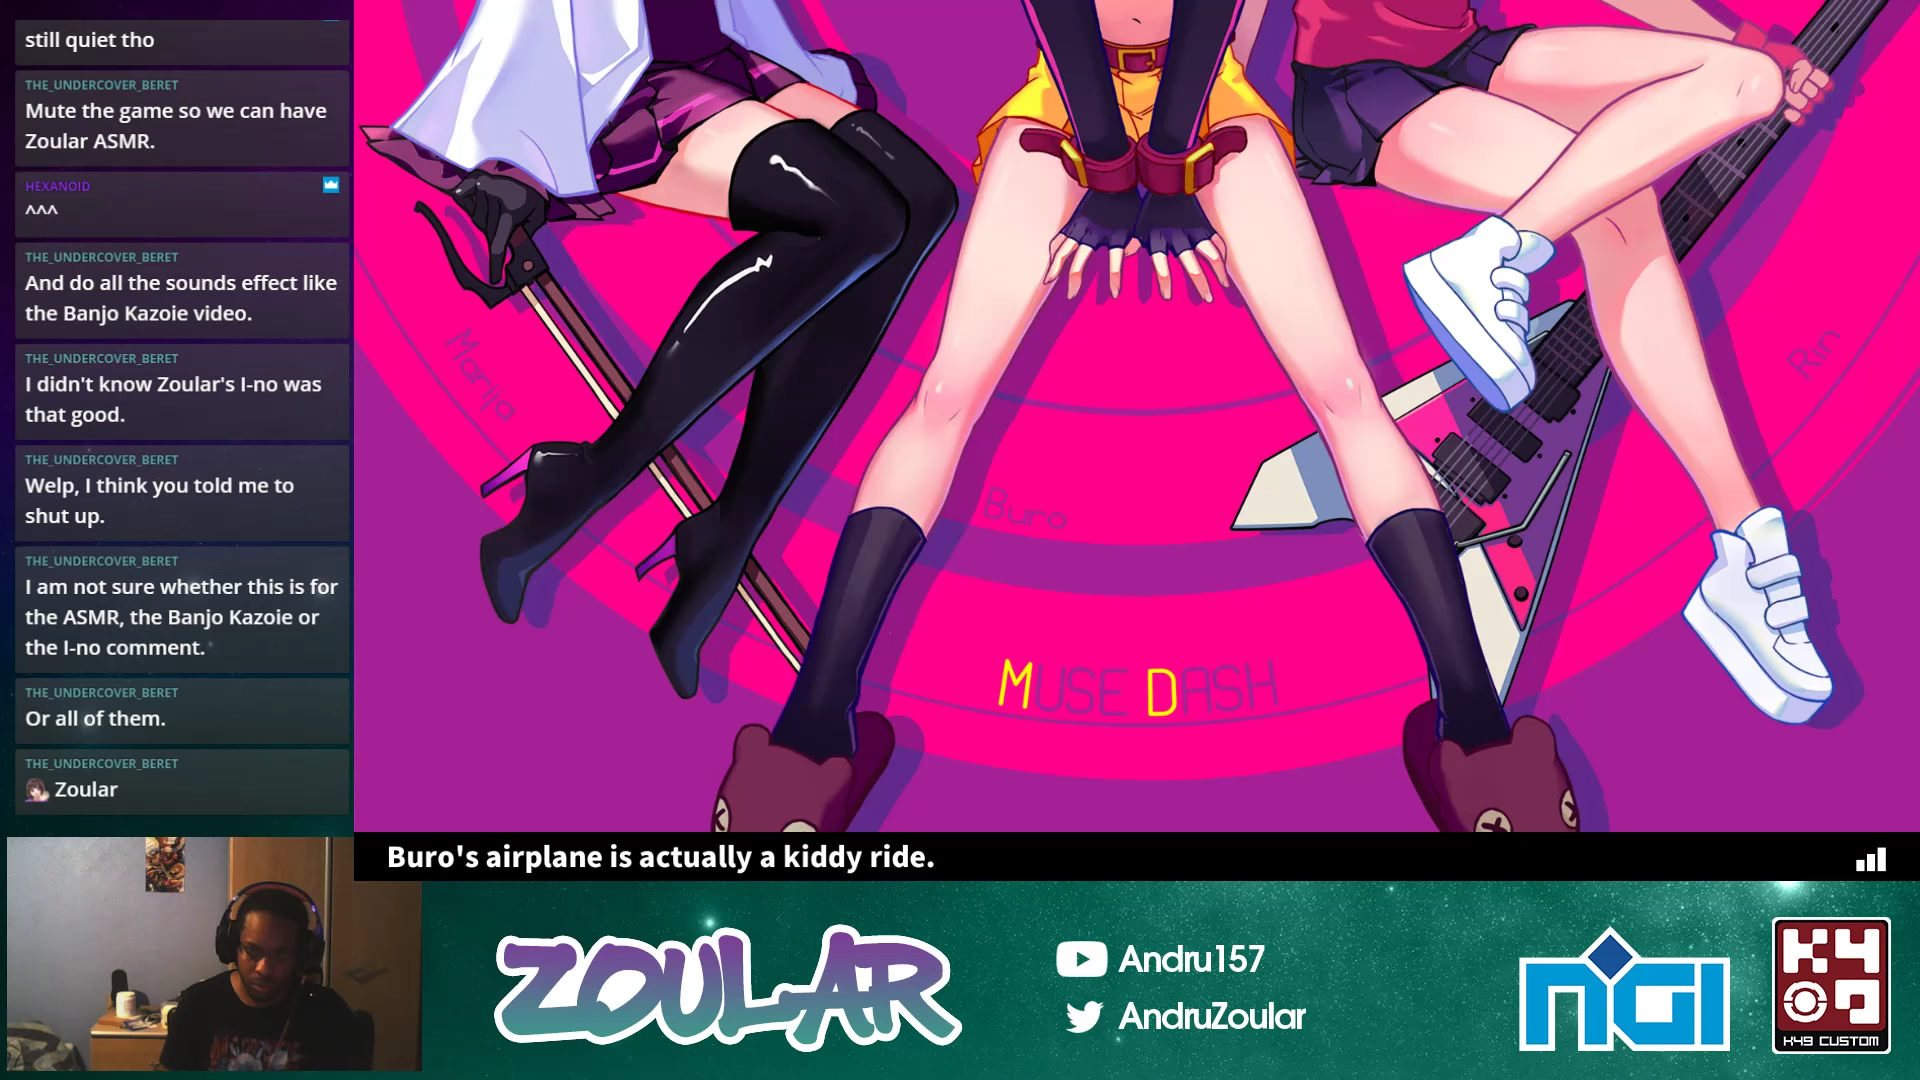 still quiet tho
THE_UNDERCOVER_BERET
Mute the game so we can have
Zoular ASMR.
HEXANOID
^^^
THE_UNDERCOVER_BERET
And do all the sounds effect like
the Banjo Kazoie video.
THE_UNDERCOVER_BERET
I didn't know Zoular's I-no was
that good.
THE_UNDERCOVER_BERET
Welp, I think you told me to
shut up.
THE_UNDERCOVER_BERET
I am not sure whether this is for
the ASMR, the Banjo Kazoie or
the I-no comment.
THE_UNDERCOVER_BERET
Or all of them.
THE_UNDERCOVER_BERET
Zoular
Marija
Buro
Rin
MUSE DASH
Buro's airplane is actually a kiddy ride.
ZOULAR
Andru157
AndruZoular
NGI
K4
09
K49 CUSTOM